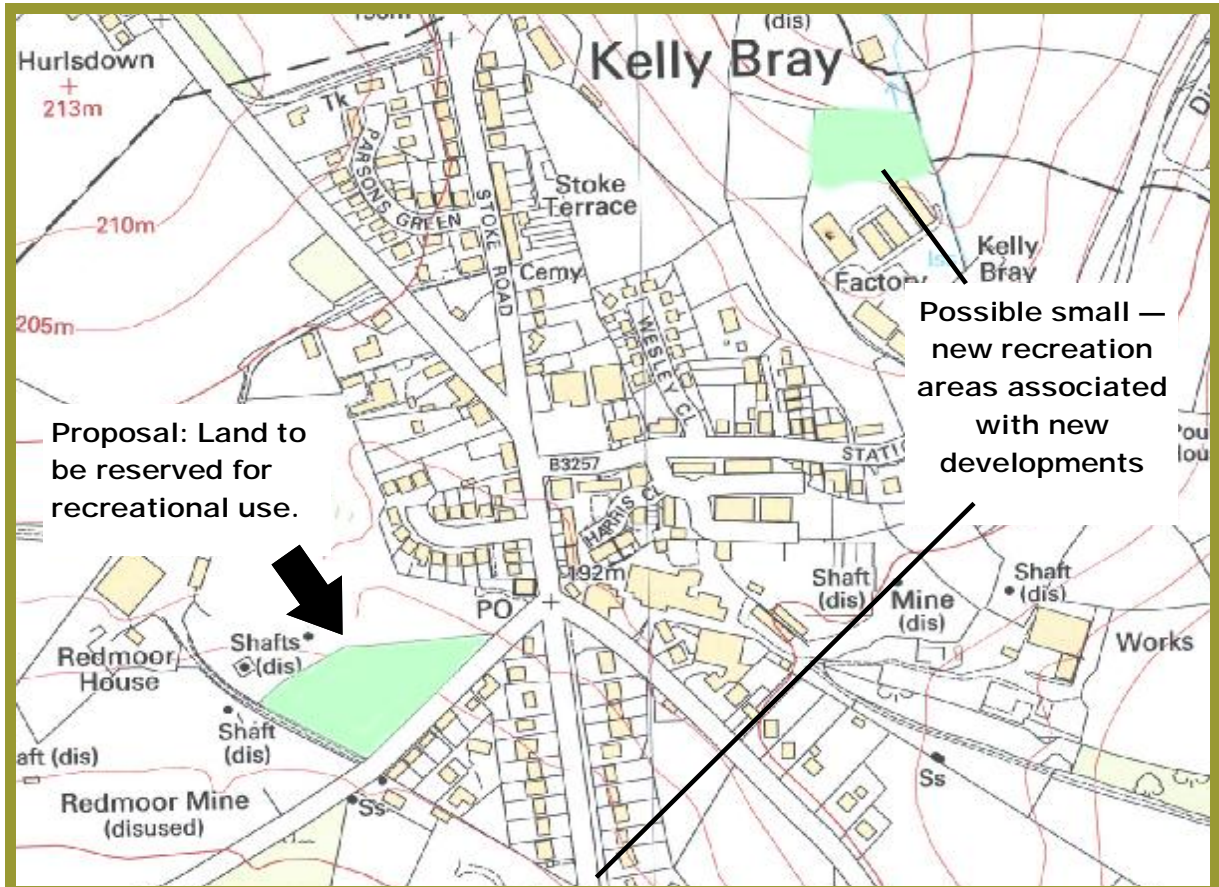 (dis)
Kelly Bray
Hurlsdown
213m
Tk
PARSONS GREEN
STOKE ROAD
Stoke
Terrace
210m
Cemy
205m
Factory
Kelly
Bray
WESLEY CL
B3257
HARRIS CL
192m
PO
Possible small —
new recreation
areas associated
with new
developments
Proposal: Land to
be reserved for
recreational use.
Shafts
(dis)
Redmoor
House
Shaft
(dis)
Redmoor Mine
(disused)
Ss
Shaft
(dis)
Mine
(dis)
Shaft
(dis)
Works
Ss